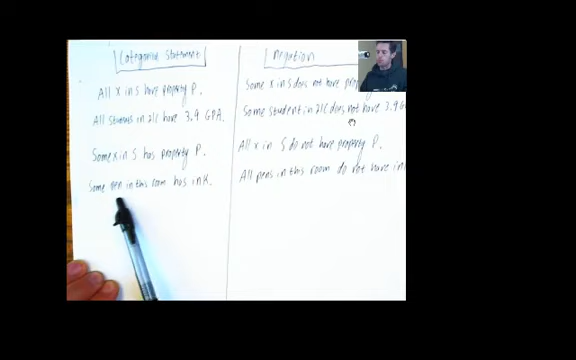 Categorical Statement
All x in S have property P.
All students in 21C have 3.9 GPA.
Some x in S has property P.
Some pen in this room has ink.
Negation
Some x in S does not have
Some student in 21C does not have 3.9
All x in S do not have property P.
All pens in this room do not have